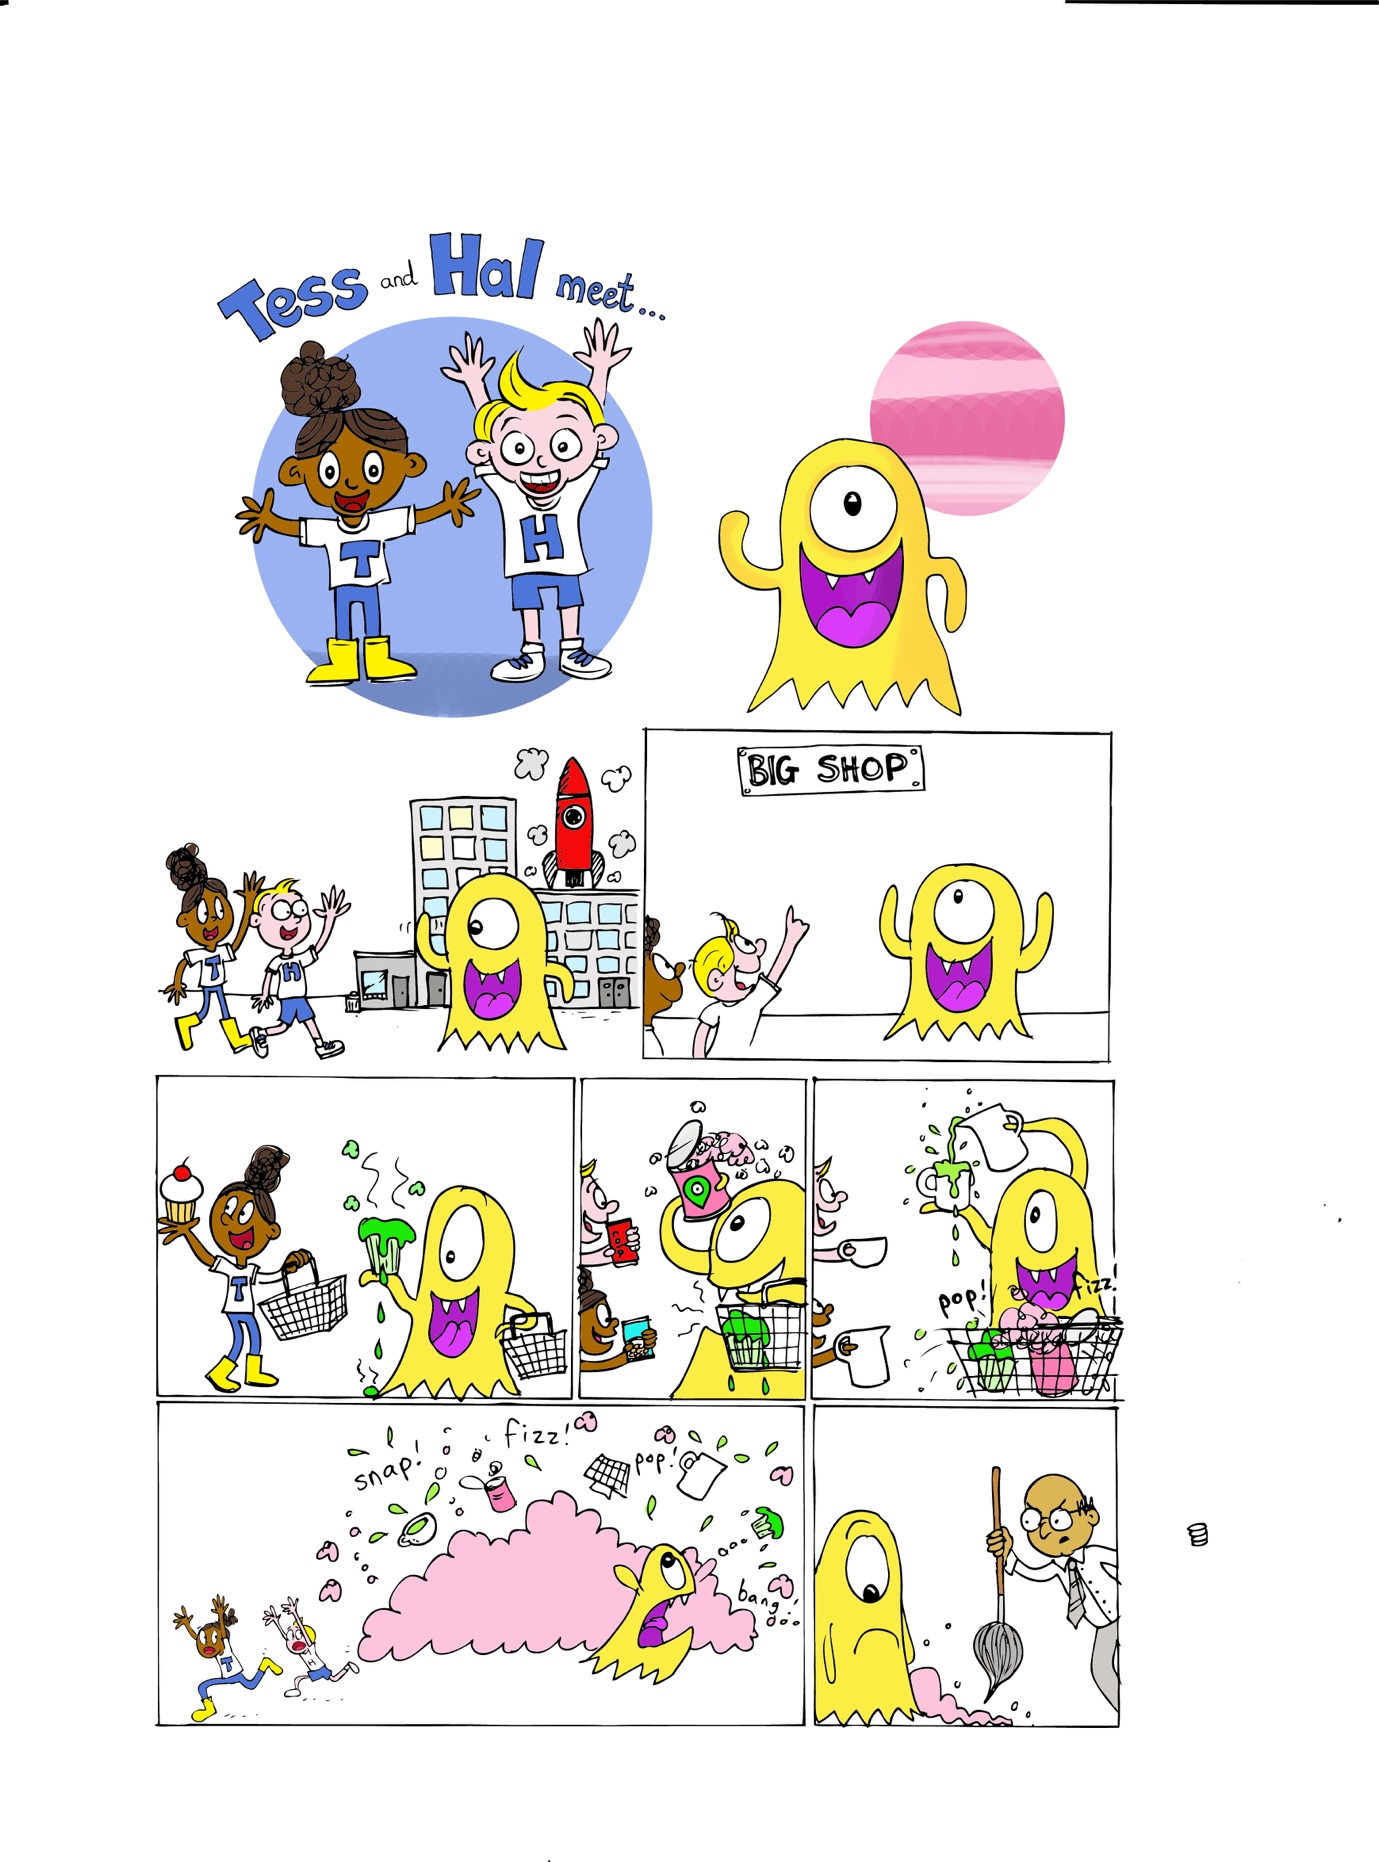 Tess and Hal meet...
T
H
BIG SHOP
T
H
T
pop!
fizz!
snap!
fizz!
pop!
bang!
T
H